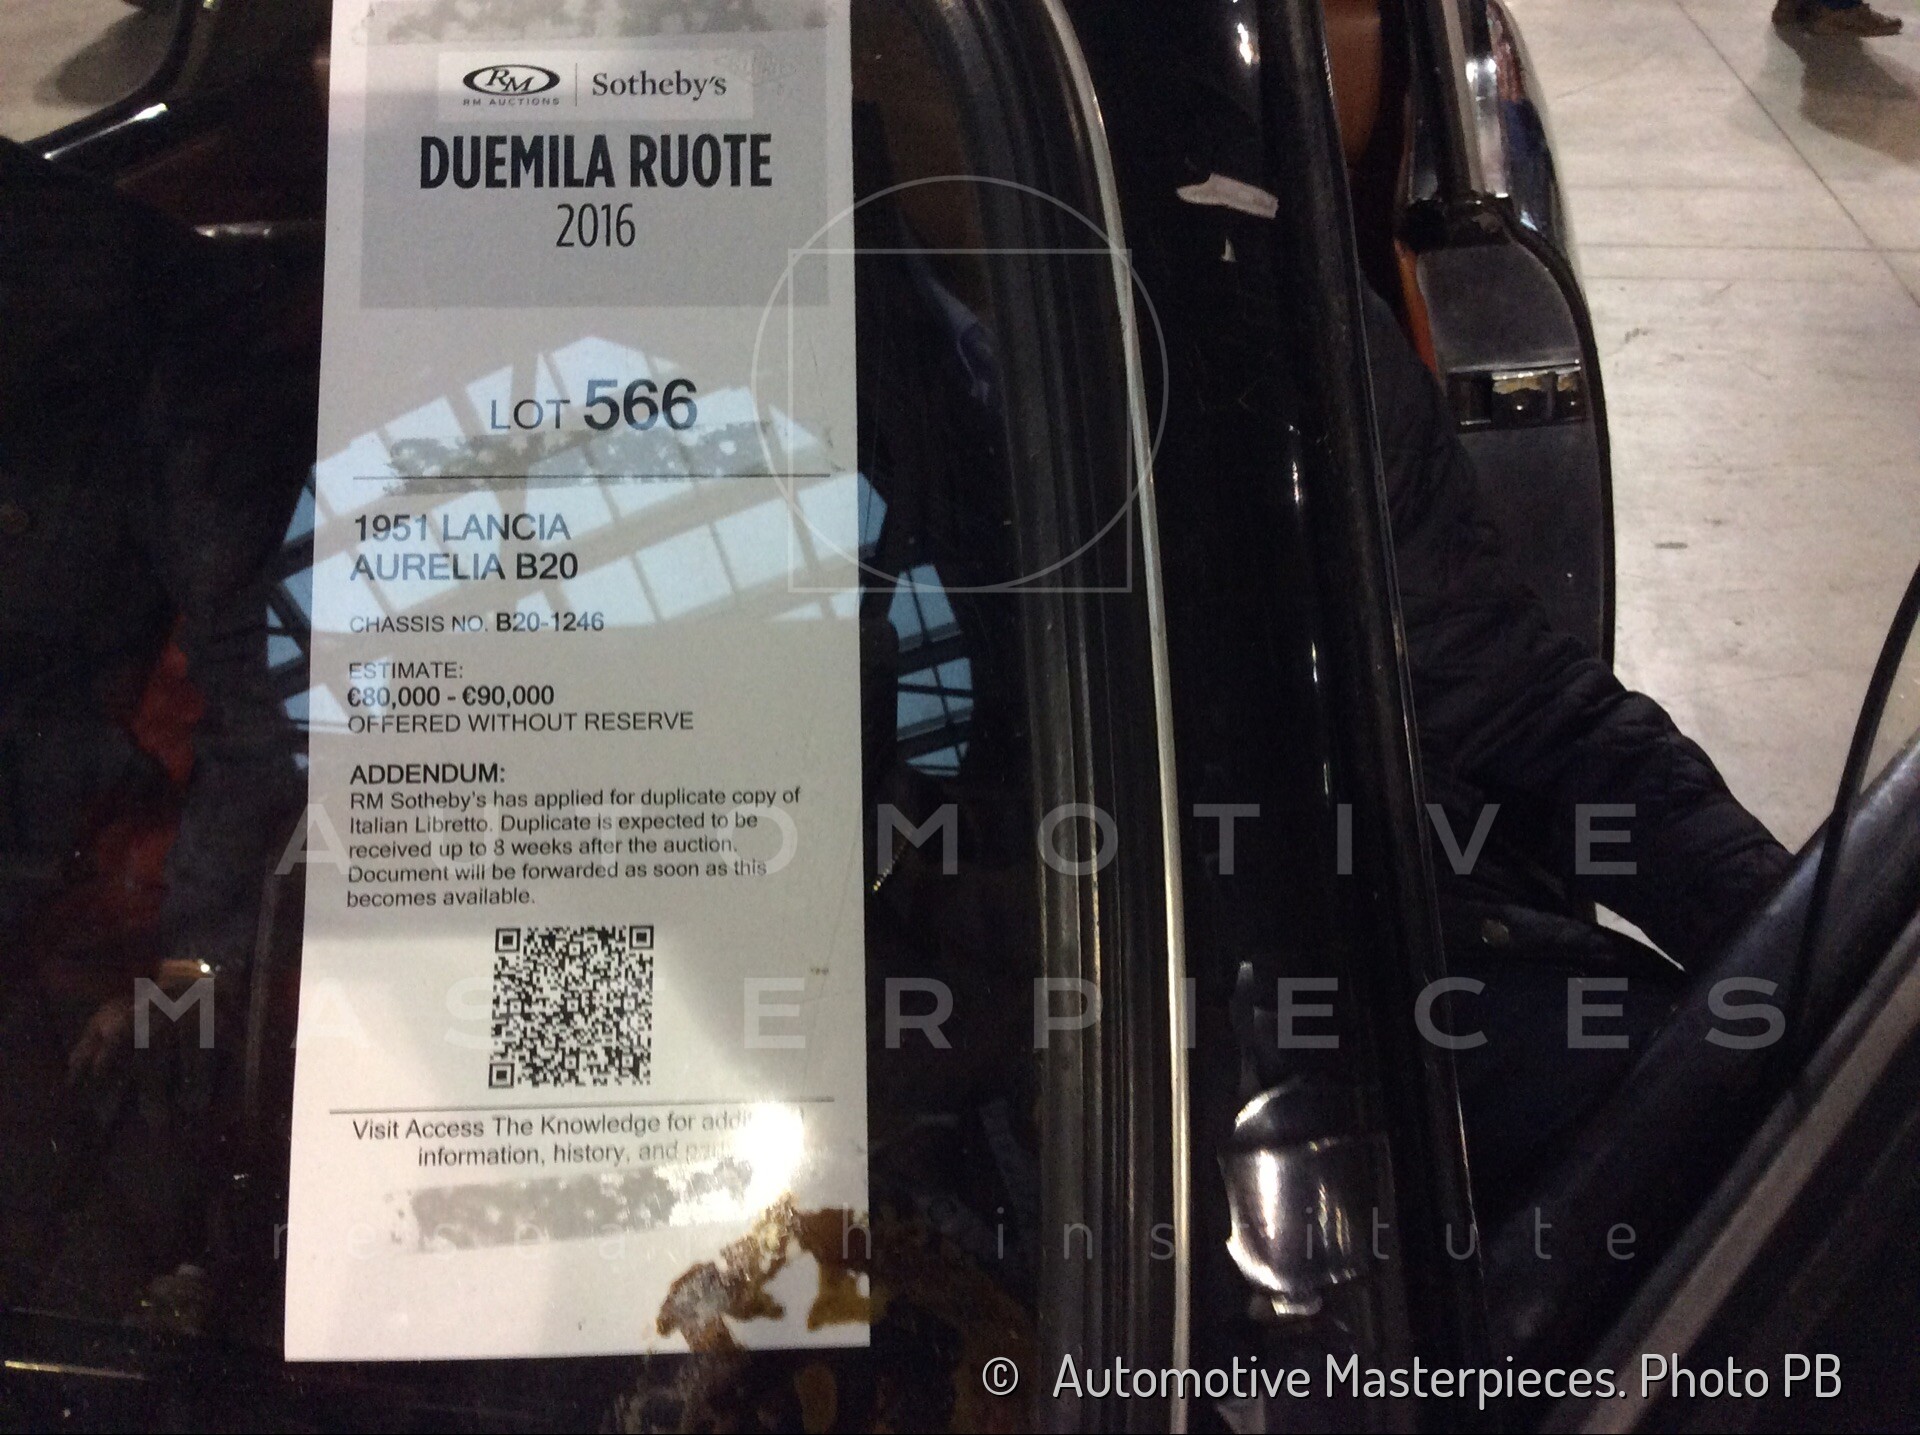 RM
RM AUCTIONS
Sotheby's
DUEMILA RUOTE
2016
LOT 566
1951 LANCIA
AURELIA B20
CHASSIS NO. B20-1246
ESTIMATE:
€80,000 - €90,000
OFFERED WITHOUT RESERVE
ADDENDUM:
RM Sotheby's has applied for duplicate copy of
Italian Libretto. Duplicate is expected to be
received up to 8 weeks after the auction.
Document will be forwarded as soon as this
becomes available.
Visit Access The Knowledge for
information, history, and
AUTOMOTIVE
MASTERPIECES
research institute
© Automotive Masterpieces. Photo PB